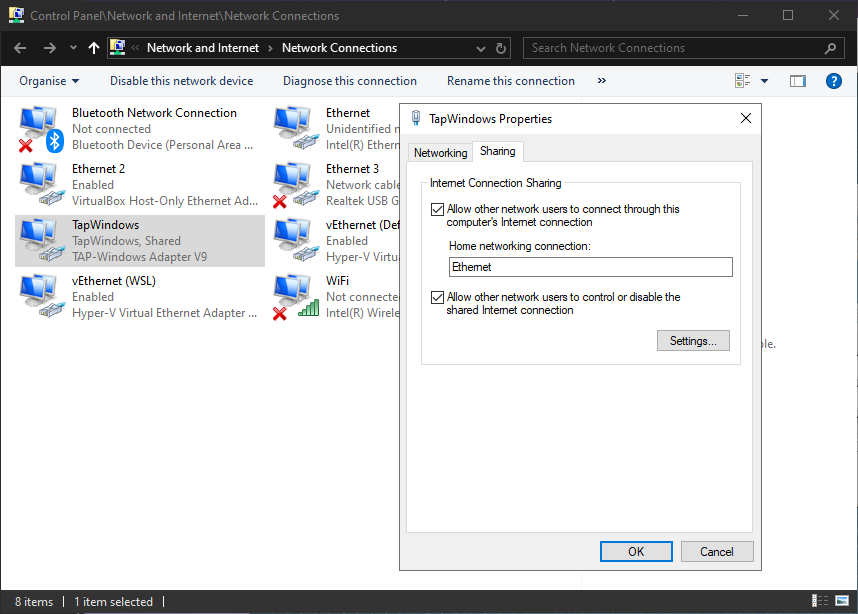 Control Panel\Network and Internet\Network Connections
Network and Internet > Network Connections
Search Network Connections
Organise
Disable this network device
Diagnose this connection
Rename this connection
»
Bluetooth Network Connection
Not connected
Bluetooth Device (Personal Area ...
Ethernet
Unidentified n
Intel(R) Ethern
Ethernet 2
Enabled
VirtualBox Host-Only Ethernet Ad...
Ethernet 3
Network cable
Realtek USB G
TapWindows
TapWindows, Shared
TAP-Windows Adapter V9
vEthernet (Def
Enabled
Hyper-V Virtua
vEthernet (WSL)
Enabled
Hyper-V Virtual Ethernet Adapter ...
WiFi
Not connected
Intel(R) Wirele
TapWindows Properties
Networking
Sharing
Internet Connection Sharing
Allow other network users to connect through this
computer's Internet connection
Home networking connection:
Ethernet
Allow other network users to control or disable the
shared Internet connection
Settings...
ble.
OK
Cancel
8 items
1 item selected